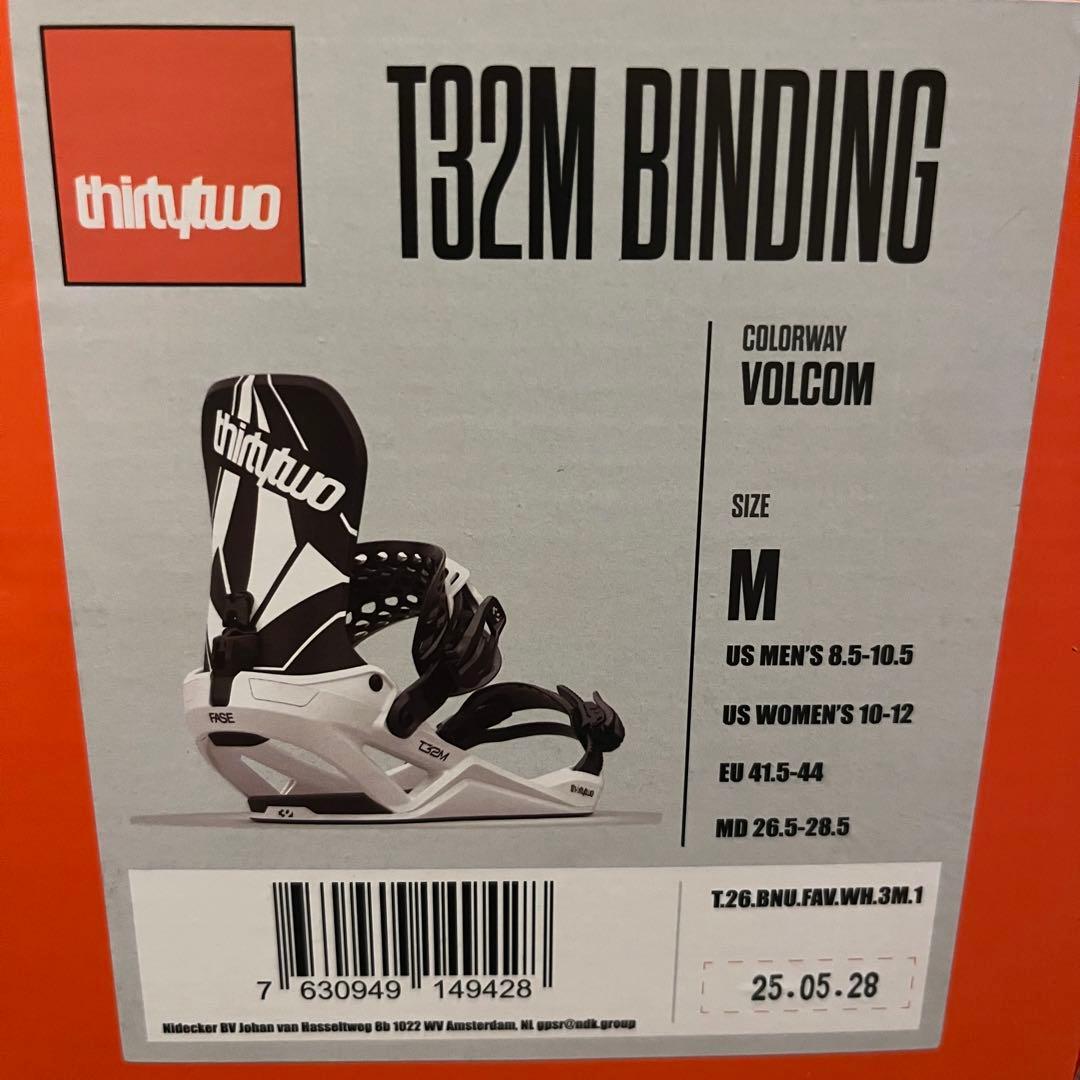 thirtytwo
T32M BINDING
COLORWAY
VOLCOM
SIZE
M
US MEN'S 8.5-10.5
US WOMEN'S 10-12
EU 41.5-44
MD 26.5-28.5
thirtytwo
FASE
T32M
thirtytwo
T.26.BNU.FAV.WH.3M.1
25.05.28
7 630949 149428
Nidecker BV Johan van Hasseltweg 6b 1022 WV Amsterdam, NL gpsr@ndk.group